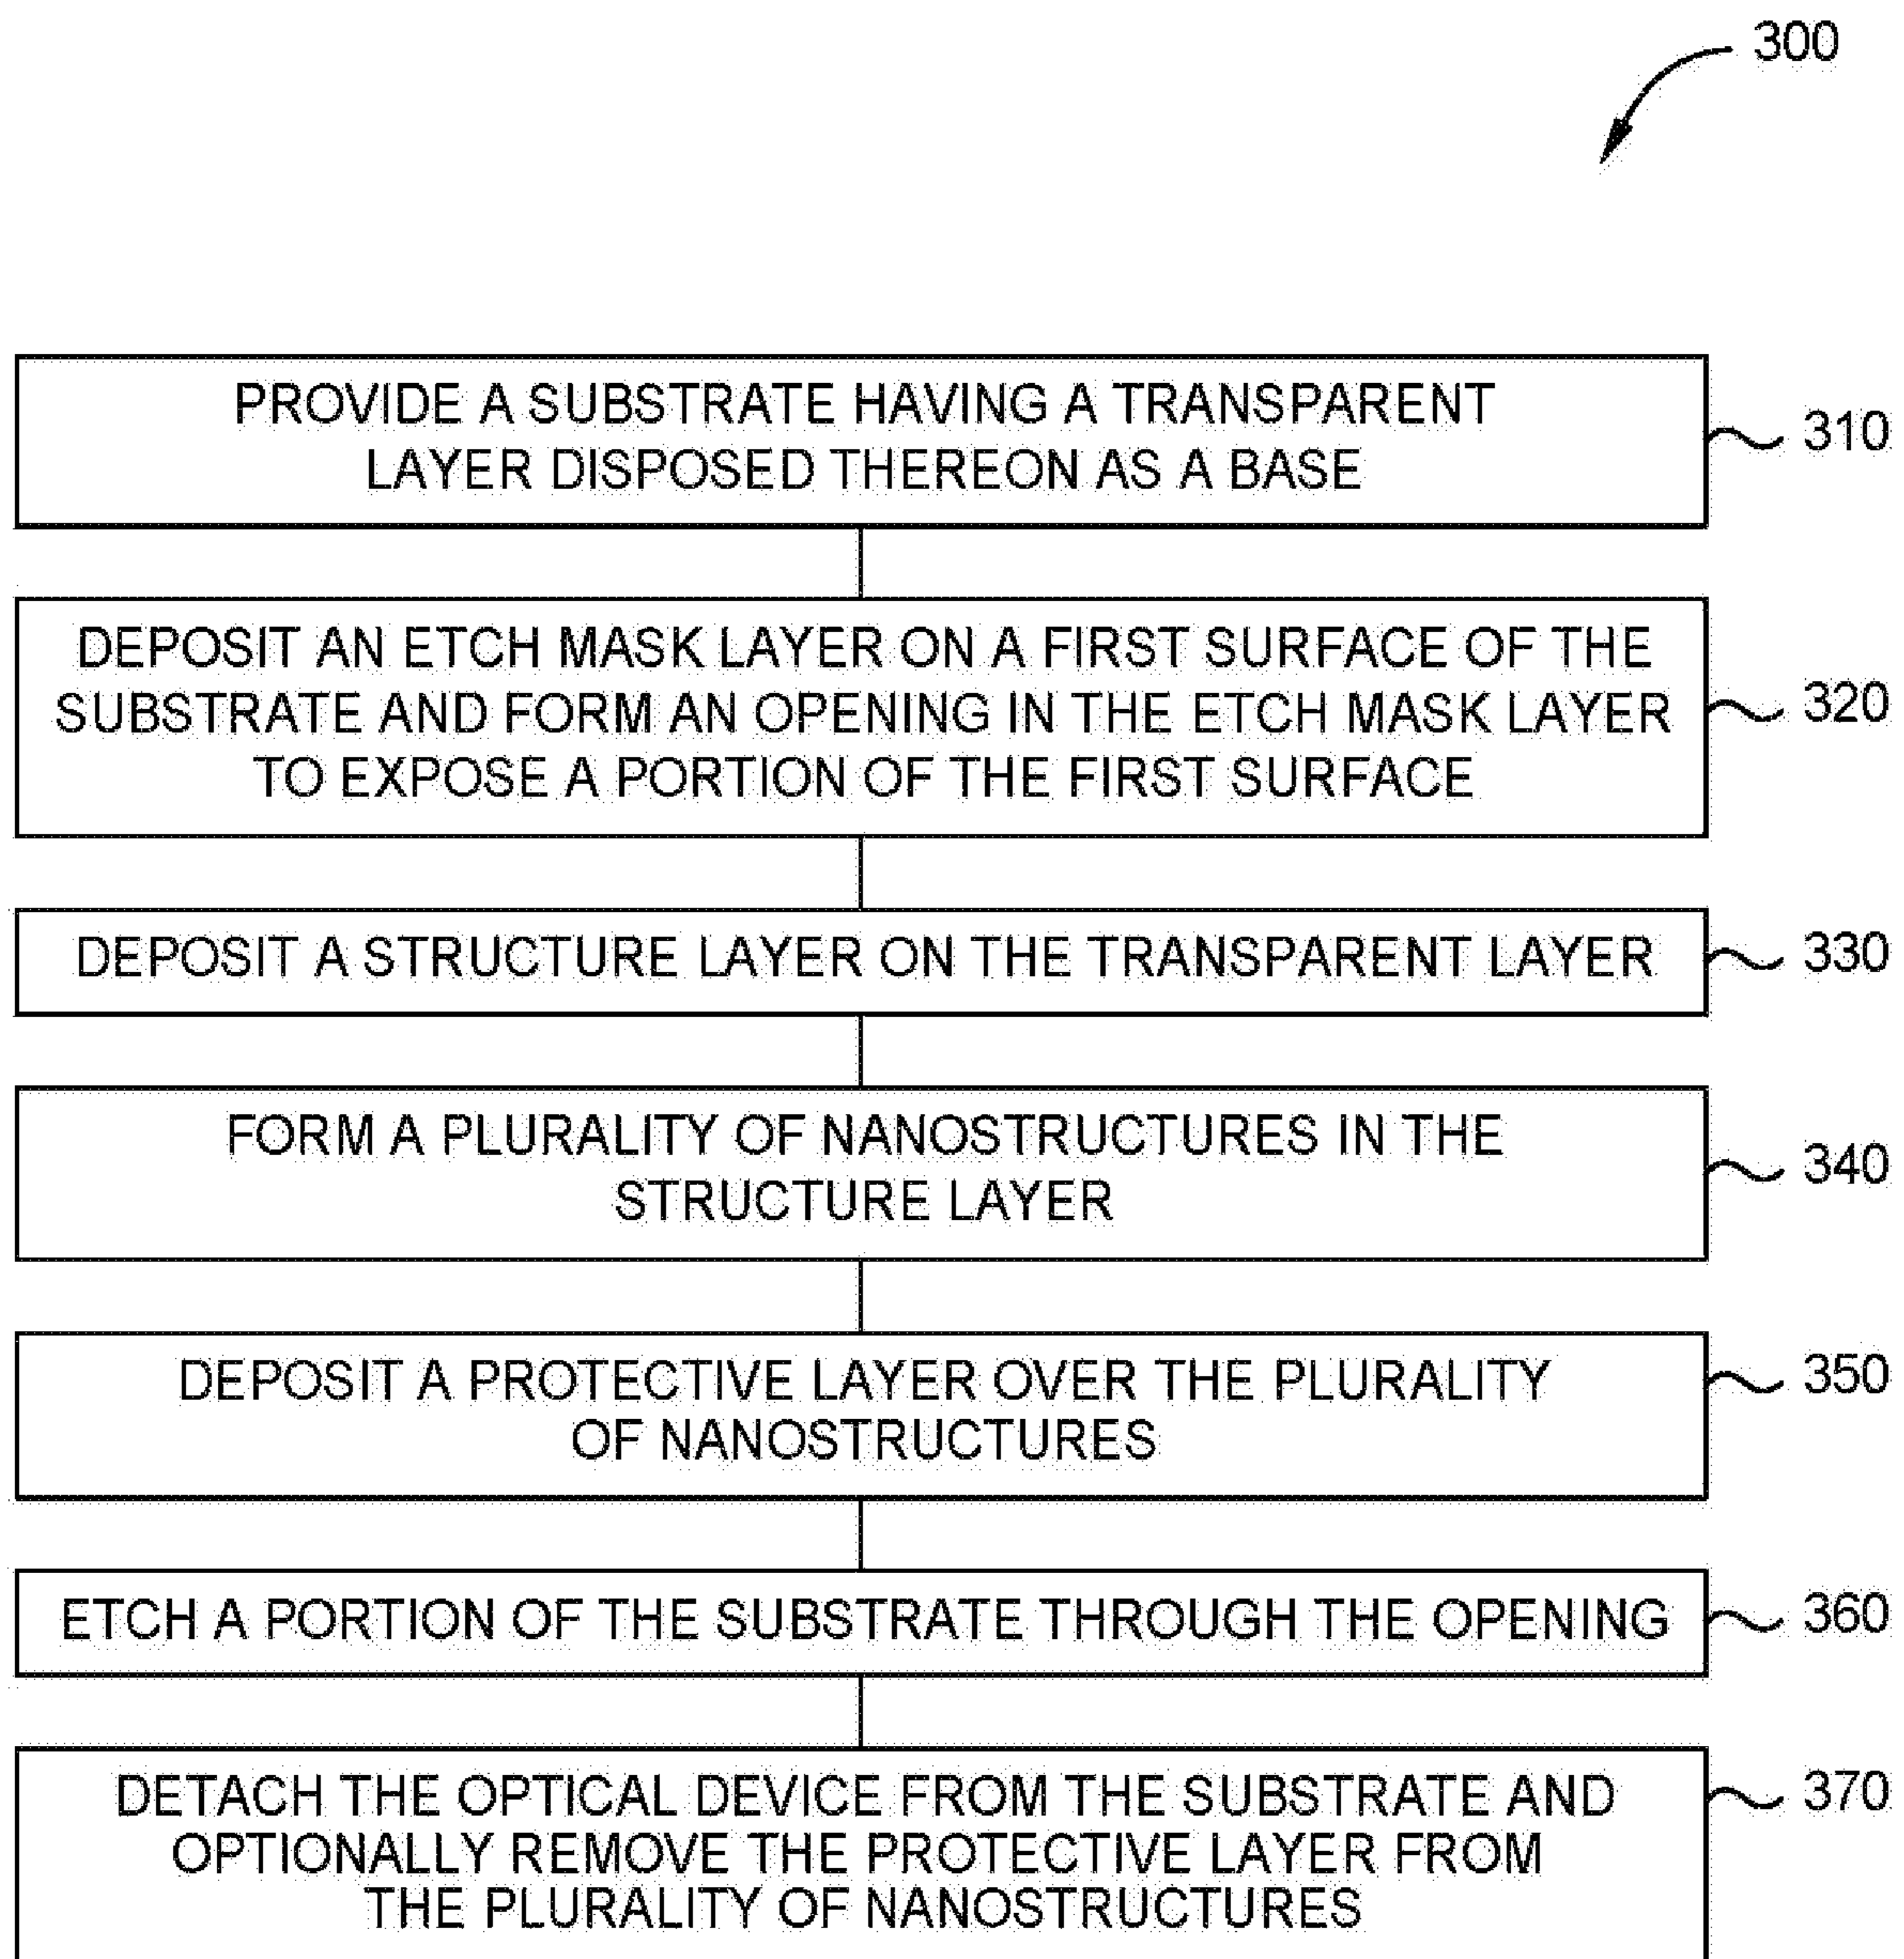 300
PROVIDE A SUBSTRATE HAVING A TRANSPARENT
LAYER DISPOSED THEREON AS A BASE
310
DEPOSIT AN ETCH MASK LAYER ON A FIRST SURFACE OF THE
SUBSTRATE AND FORM AN OPENING IN THE ETCH MASK LAYER
TO EXPOSE A PORTION OF THE FIRST SURFACE
320
DEPOSIT A STRUCTURE LAYER ON THE TRANSPARENT LAYER
330
FORM A PLURALITY OF NANOSTRUCTURES IN THE
STRUCTURE LAYER
340
DEPOSIT A PROTECTIVE LAYER OVER THE PLURALITY
OF NANOSTRUCTURES
350
ETCH A PORTION OF THE SUBSTRATE THROUGH THE OPENING
360
DETACH THE OPTICAL DEVICE FROM THE SUBSTRATE AND
OPTIONALLY REMOVE THE PROTECTIVE LAYER FROM
THE PLURALITY OF NANOSTRUCTURES
370